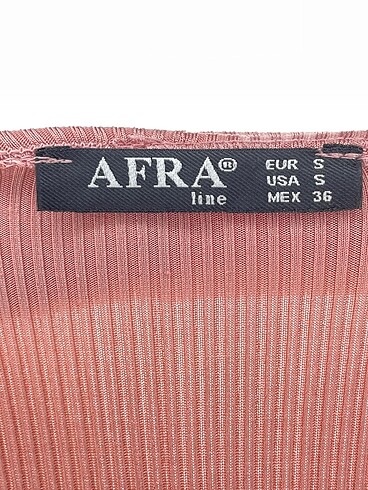 AFRA®
line
EUR S
USA S
MEX 36